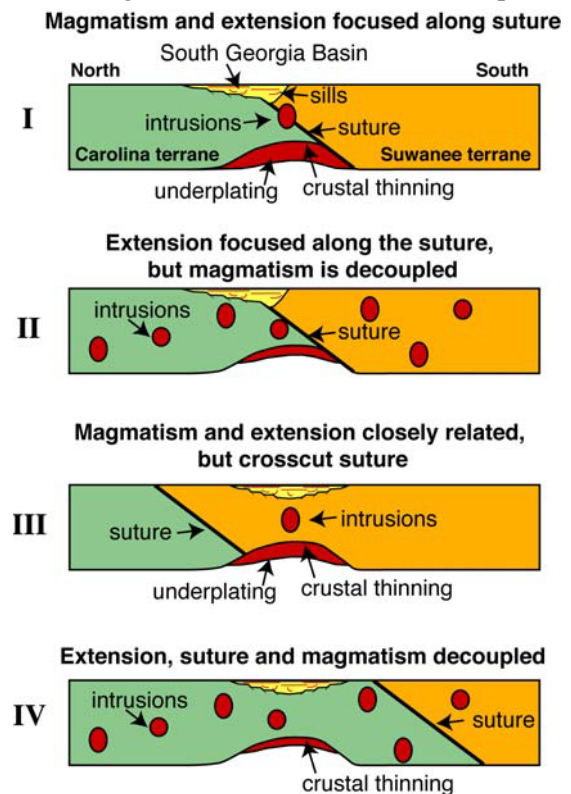 Magmatism and extension focused along suture
South Georgia Basin
North
South
sills
I
intrusions
suture
Carolina terrane
Suwanee terrane
underplating
crustal thinning
Extension focused along the suture,
but magmatism is decoupled
II
intrusions
suture
Magmatism and extension closely related,
but crosscut suture
III
suture
intrusions
underplating
crustal thinning
Extension, suture and magmatism decoupled
IV
intrusions
suture
crustal thinning